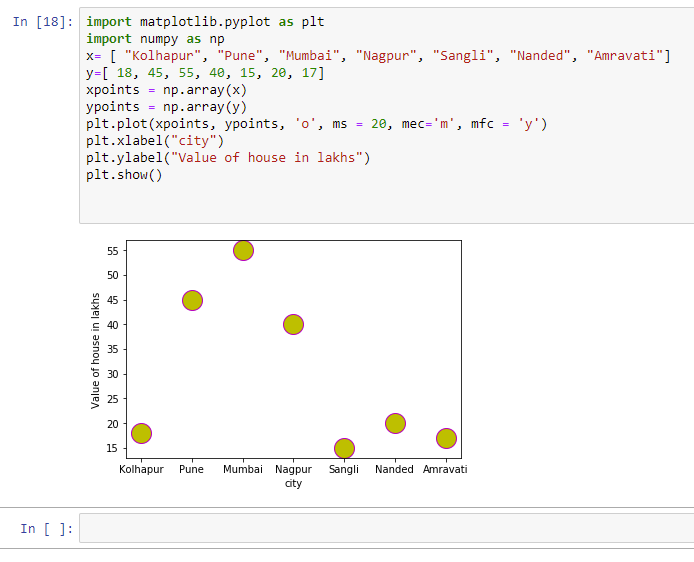 In [18]:
import matplotlib.pyplot as plt
import numpy as np
x= [ "Kolhapur", "Pune", "Mumbai", "Nagpur", "Sangli", "Nanded", "Amravati"]
y=[ 18, 45, 55, 40, 15, 20, 17]
xpoints = np.array(x)
ypoints = np.array(y)
plt.plot(xpoints, ypoints, 'o', ms = 20, mec='m', mfc = 'y')
plt.xlabel("city")
plt.ylabel("Value of house in lakhs")
plt.show()
Value of house in lakhs
55
50
45
40
35
30
25
20
15
Kolhapur Pune Mumbai Nagpur Sangli Nanded Amravati
city
In [ ]: